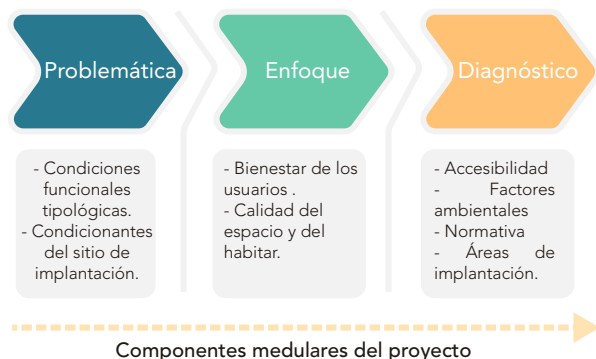 Problemática
Enfoque
Diagnóstico
- Condiciones
funcionales
tipológicas.
- Condicionantes
del sitio de
implantación.
- Bienestar de los
usuarios .
- Calidad del
espacio y del
habitar.
- Accesibilidad
- Factores
ambientales
- Normativa
- Áreas de
implantación.
Componentes medulares del proyecto